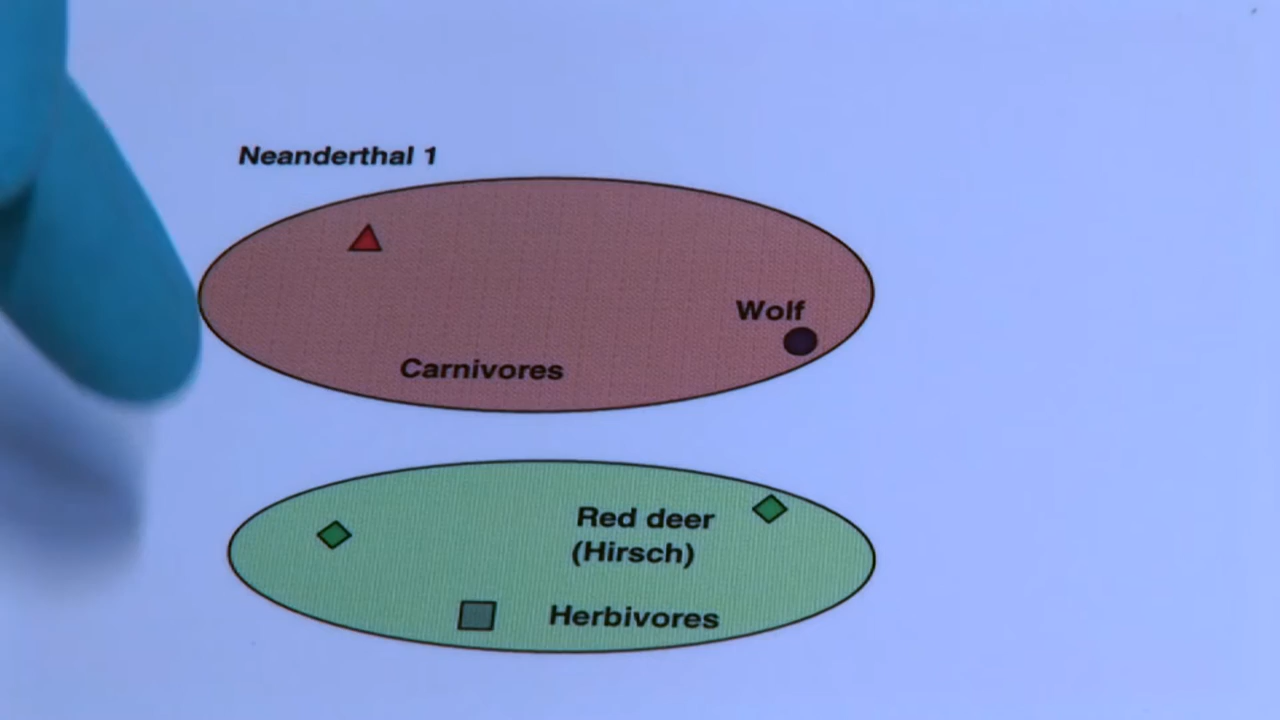 Neanderthal 1
Wolf
Carnivores
Red deer
(Hirsch)
Herbivores